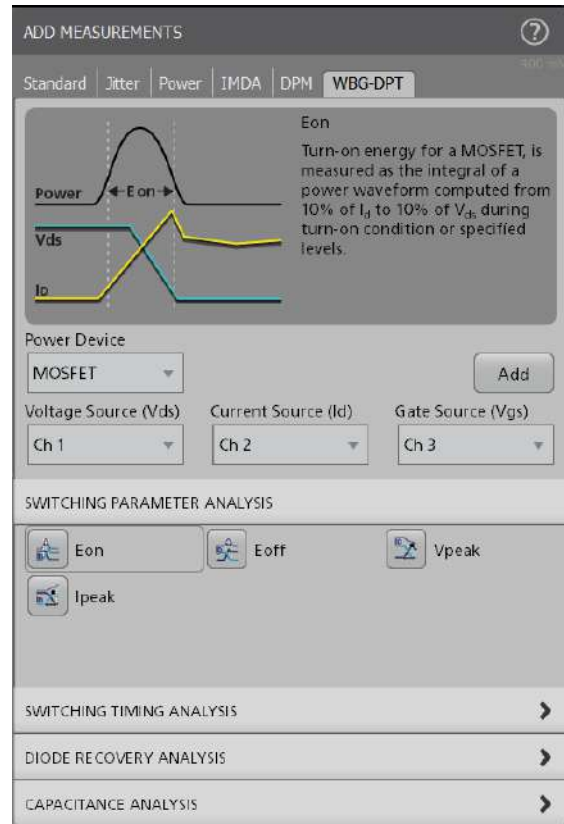 ADD MEASUREMENTS
?
400 mV
Standard Jitter Power IMDA DPM WBG-DPT
Eon
Turn-on energy for a MOSFET, is
measured as the integral of a
power waveform computed from
10% of Id to 10% of Vds during
turn-on condition or specified
levels.
Power
E on
Vds
ID
Power Device
MOSFET
Add
Voltage Source (Vds) Current Source (Id) Gate Source (Vgs)
Ch 1 Ch 2 Ch 3
SWITCHING PARAMETER ANALYSIS
Eon Eoff Vpeak
Ipeak
SWITCHING TIMING ANALYSIS
DIODE RECOVERY ANALYSIS
CAPACITANCE ANALYSIS